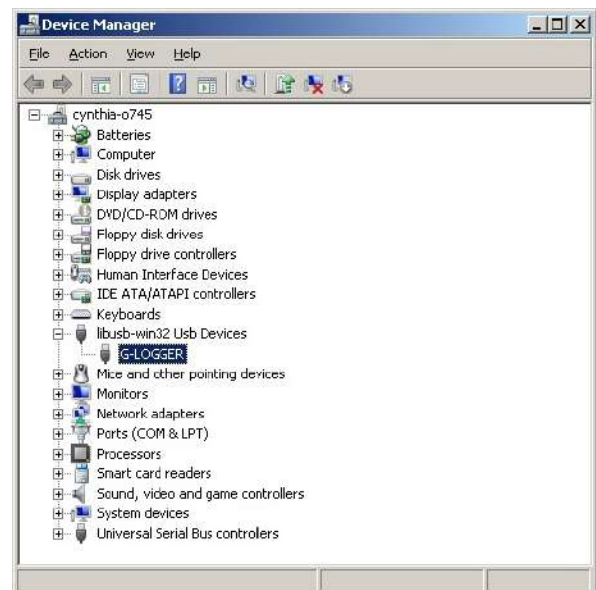 Device Manager
File Action View Help
cynthia-o745
Batteries
Computer
Disk drives
Display adapters
DVD/CD-ROM drives
Floppy disk drives
Floppy drive controllers
Human Interface Devices
IDE ATA/ATAPI controllers
Keyboards
libusb-win32 Usb Devices
G-LOGGER
Mice and other pointing devices
Monitors
Network adapters
Ports (COM & LPT)
Processors
Smart card readers
Sound, video and game controllers
System devices
Universal Serial Bus controllers